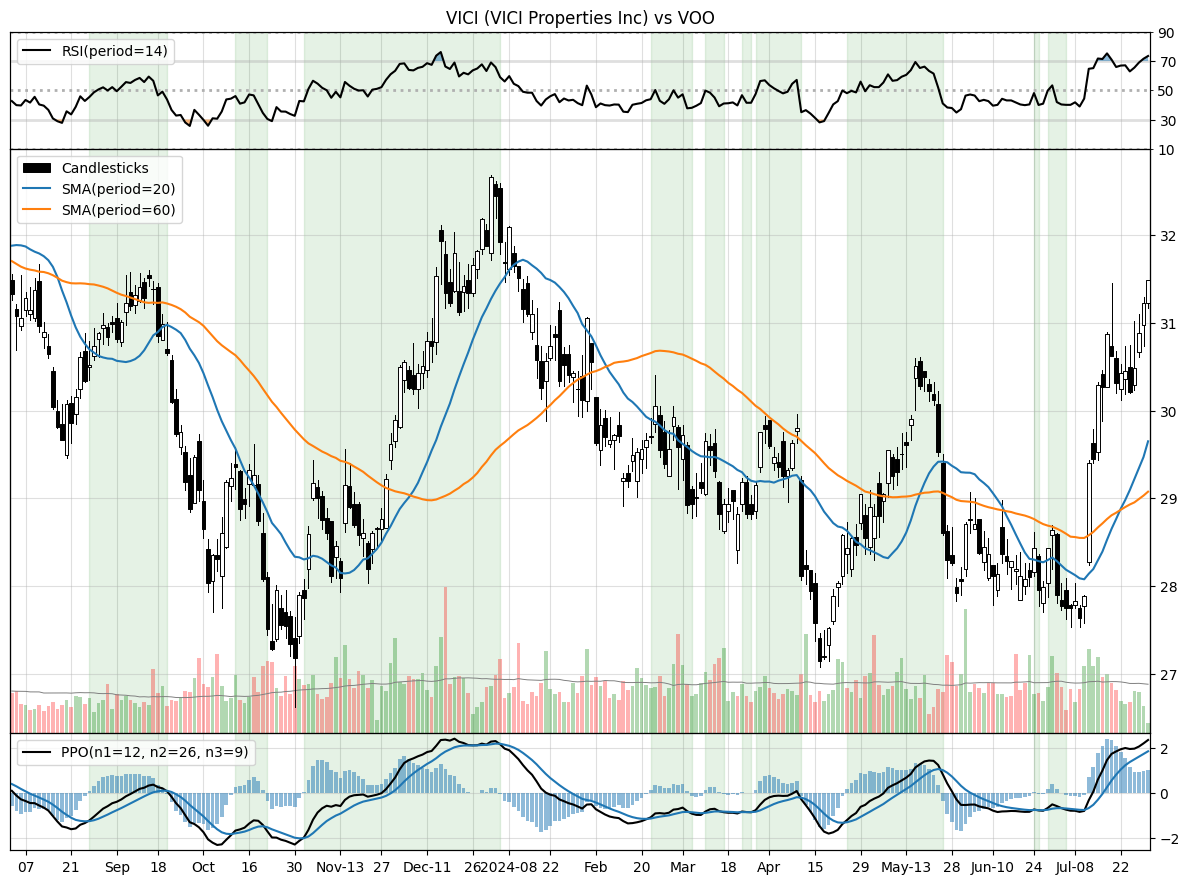 VICI (VICI Properties Inc) vs VOO
RSI(period=14)
90
70
50
30
10
Candlesticks
SMA(period=20)
SMA(period=60)
32
31
30
29
28
27
PPO(n1=12, n2=26, n3=9)
2
0
−2
07 21 Sep 18 Oct 16 30 Nov-13 27 Dec-11 26 2024-08 22 Feb 20 Mar 18 Apr 15 29 May-13 28 Jun-10 24 Jul-08 22